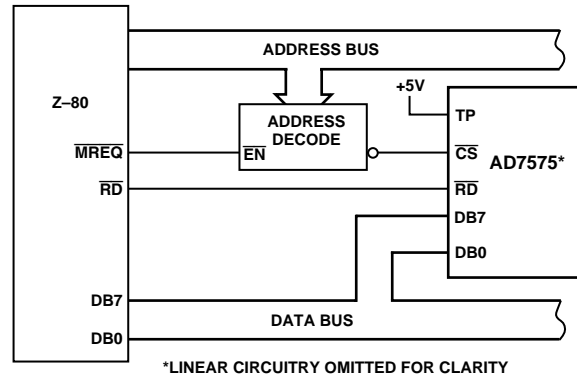 ADDRESS BUS
Z–80
+5V
TP
ADDRESS
DECODE
MREQ
EN
CS
AD7575*
RD
RD
DB7
DB0
DB7
DATA BUS
DB0
*LINEAR CIRCUITRY OMITTED FOR CLARITY